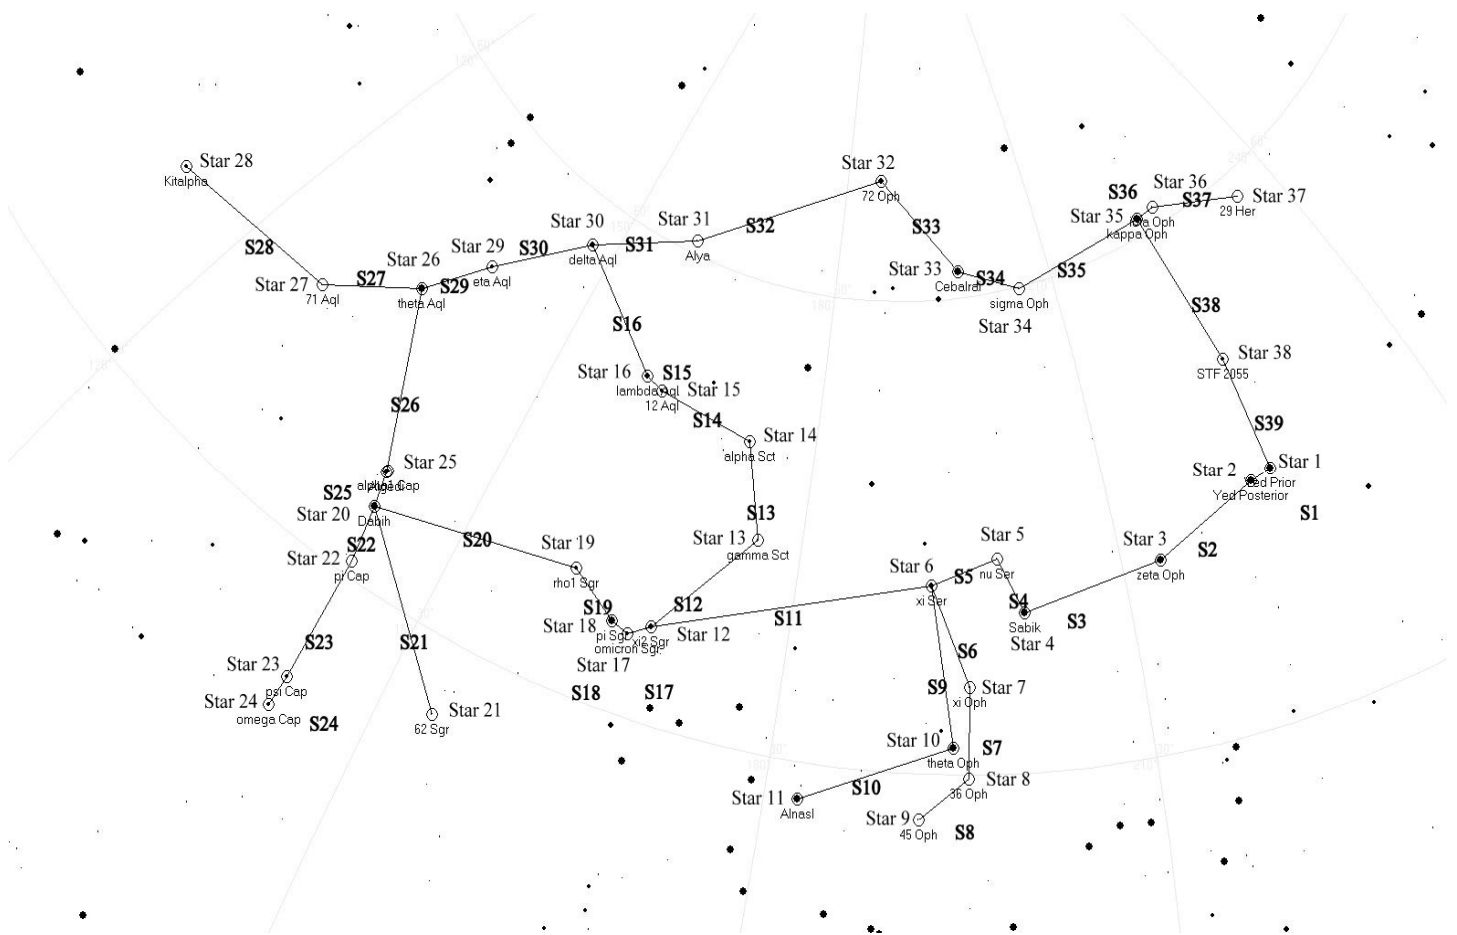 Star 28
Kitalpha
S28
Star 27
71 Aql
S27
Star 26
theta Aql
S29
Star 29
eta Aql
S30
Star 30
delta Aql
S31
Star 31
Alya
S32
Star 32
72 Oph
S33
Star 33
Cebalrai
S34
sigma Oph
Star 34
S35
S36
Star 36
Star 35
kappa Oph
S37
Star 37
29 Her
S38
Star 38
STF 2055
S39
Star 1
Star 2
Yed Prior
Yed Posterior
S1
S2
Star 3
zeta Oph
S3
S4
Sabik
Star 4
Star 5
nu Ser
S5
Star 6
xi Ser
S6
Star 7
xi Oph
S7
Star 8
36 Oph
Star 9
45 Oph
S8
S9
Star 10
theta Oph
S10
Star 11
Alnasl
S11
Star 12
xi2 Sgr
S12
Star 13
gamma Sct
S13
Star 14
alpha Sct
S14
S15
Star 15
12 Aql
Star 16
lambda Aql
S16
S26
Star 25
alpha1 Cap
S25
Star 20
Dabih
S22
Star 22
pi Cap
S20
Star 19
rho1 Sgr
S19
Star 18
pi Sgr
omicron Sgr
Star 17
S18
S17
S21
Star 21
62 Sgr
S23
Star 23
psi Cap
Star 24
omega Cap
S24